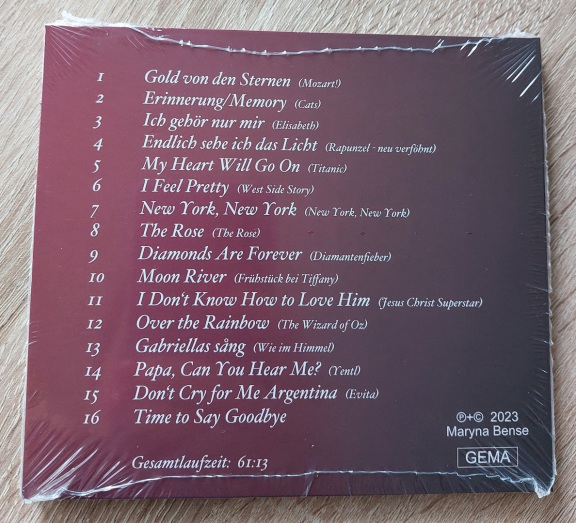 1 Gold von den Sternen (Mozart!)
2 Erinnerung/Memory (Cats)
3 Ich gehör nur mir (Elisabeth)
4 Endlich sehe ich das Licht (Rapunzel - neu verföhnt)
5 My Heart Will Go On (Titanic)
6 I Feel Pretty (West Side Story)
7 New York, New York (New York, New York)
8 The Rose (The Rose)
9 Diamonds Are Forever (Diamantenfieber)
10 Moon River (Frühstück bei Tiffany)
11 I Don't Know How to Love Him (Jesus Christ Superstar)
12 Over the Rainbow (The Wizard of Oz)
13 Gabriellas sång (Wie im Himmel)
14 Papa, Can You Hear Me? (Yentl)
15 Don't Cry for Me Argentina (Evita)
16 Time to Say Goodbye
Gesamtlaufzeit: 61:13
℗+© 2023
Maryna Bense
GEMA